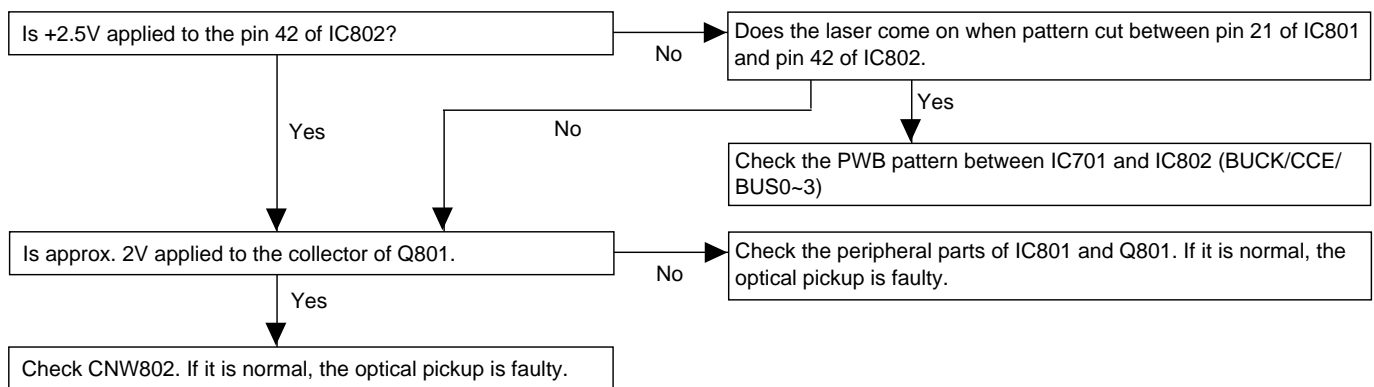 Is +2.5V applied to the pin 42 of IC802?
No
Does the laser come on when pattern cut between pin 21 of IC801
and pin 42 of IC802.
Yes
No
Yes
Check the PWB pattern between IC701 and IC802 (BUCK/CCE/
BUS0~3)
Is approx. 2V applied to the collector of Q801.
No
Check the peripheral parts of IC801 and Q801. If it is normal, the
optical pickup is faulty.
Yes
Check CNW802. If it is normal, the optical pickup is faulty.